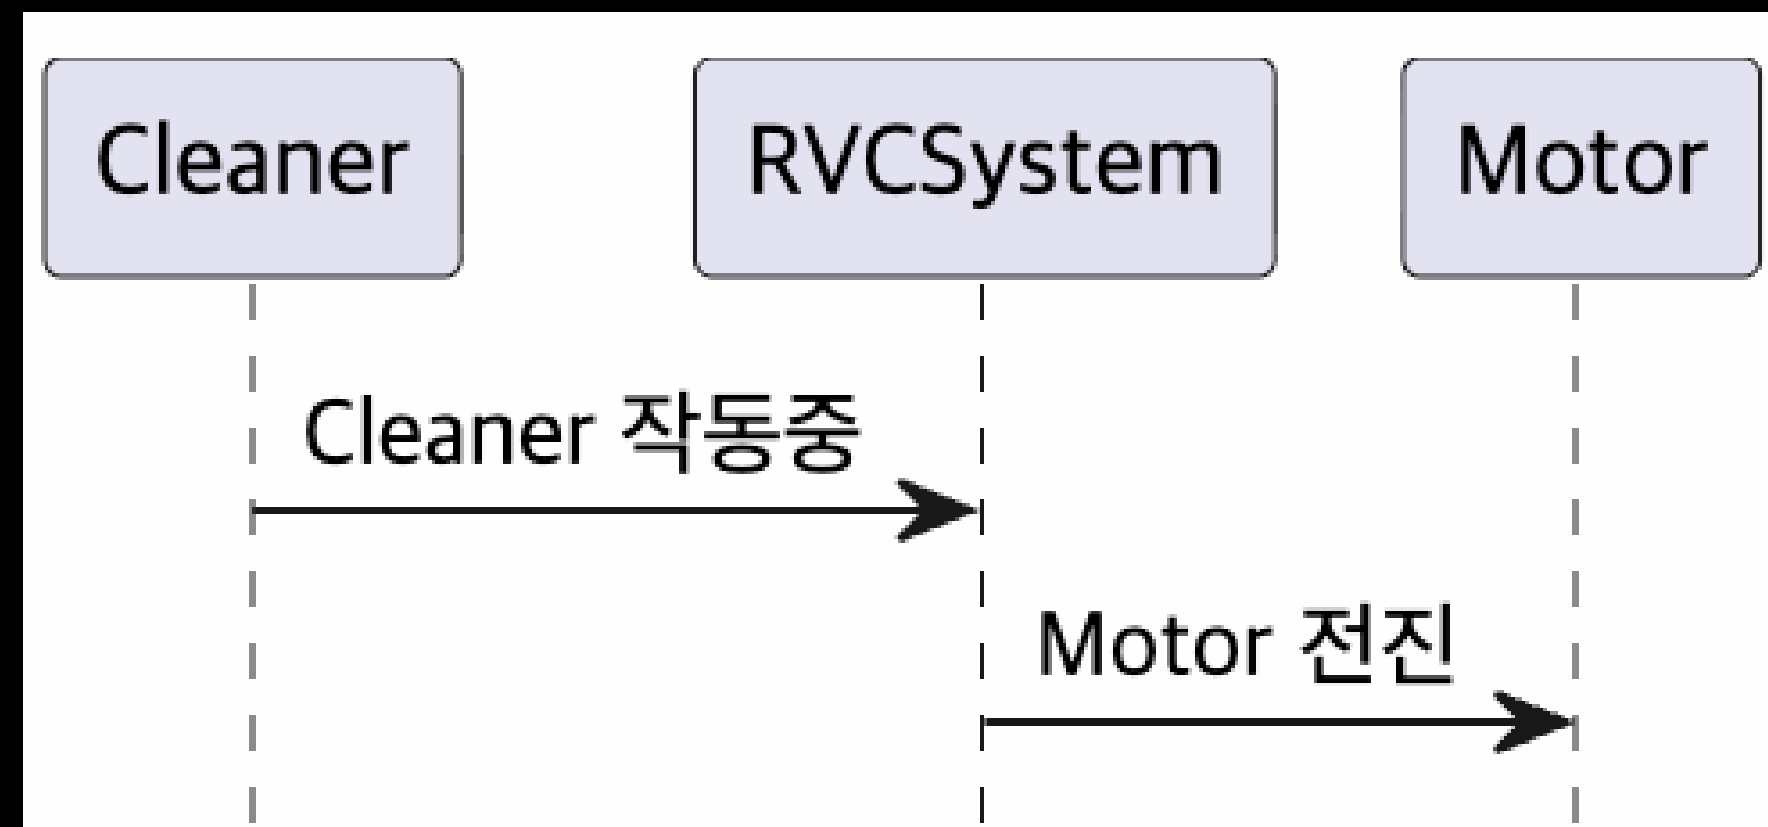 Cleaner
RVCSystem
Motor
Cleaner 작동중
Motor 전진